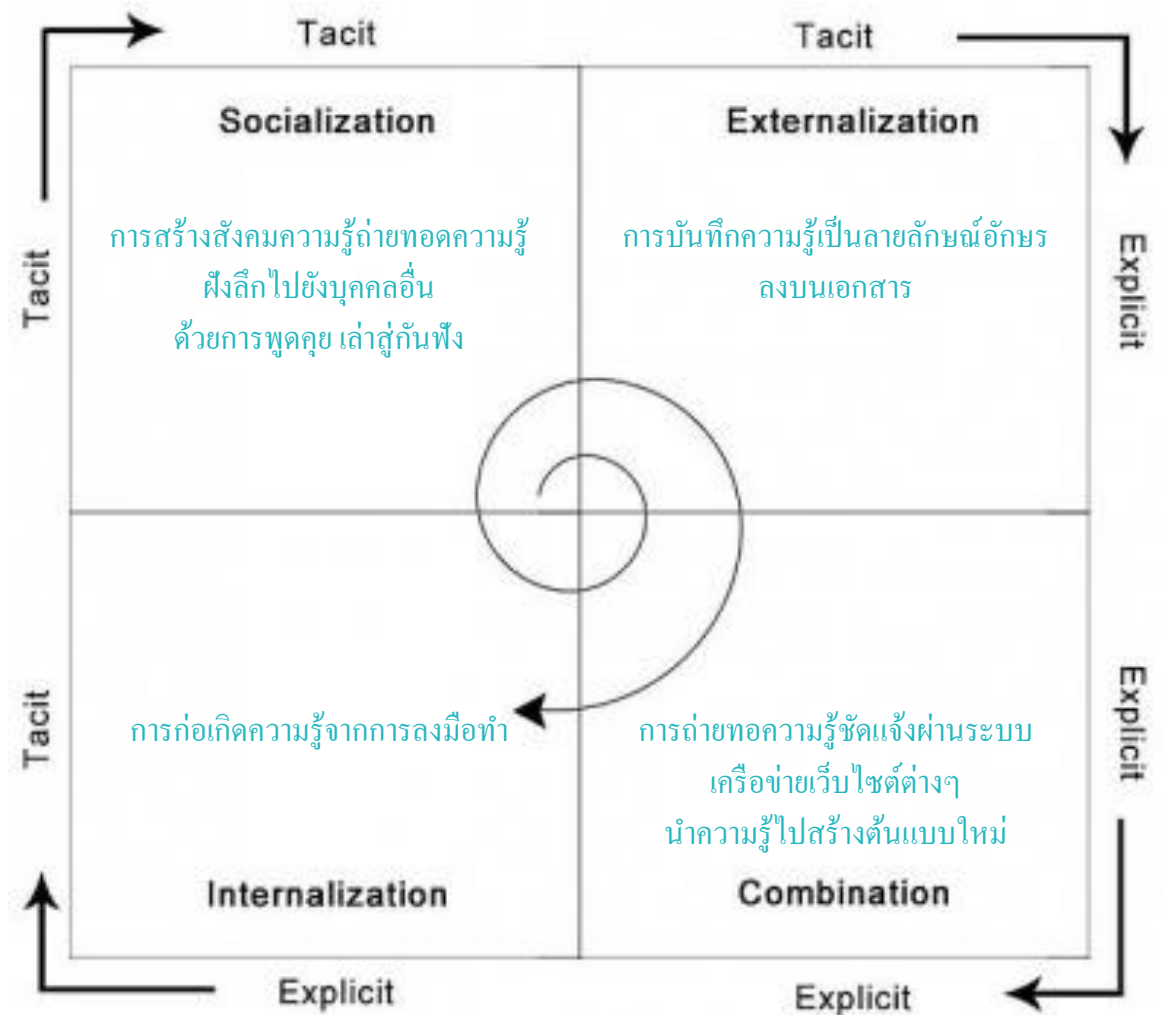 Tacit
Tacit
Socialization
Externalization
การสร้างสังคมความรู้ถ่ายทอดความรู้
ฝังลึกไปยังบุคคลอื่น
ด้วยการพูดคุย เล่าสู่กันฟัง
การบันทึกความรู้เป็นลายลักษณ์อักษร
ลงบนเอกสาร
Tacit
Explicit
Tacit
Explicit
การก่อเกิดความรู้จากการลงมือทำ
การถ่ายทอความรู้ชัดแจ้งผ่านระบบ
เครือข่ายเว็บไซต์ต่างๆ
นำความรู้ไปสร้างต้นแบบใหม่
Internalization
Combination
Explicit
Explicit